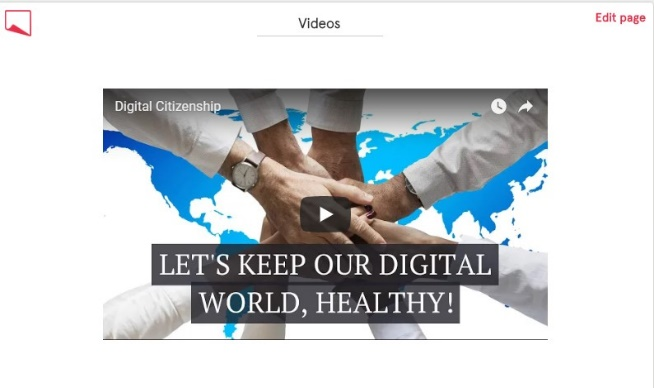 Videos
Edit page
Digital Citizenship
LET'S KEEP OUR DIGITAL
WORLD, HEALTHY!